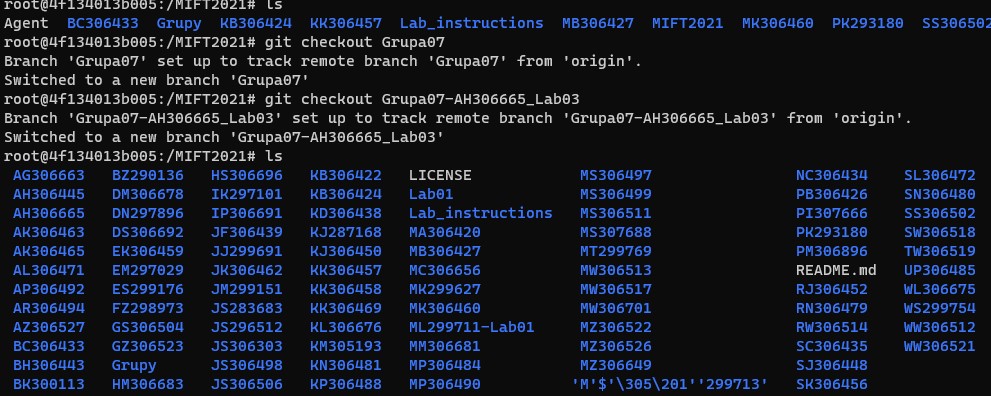 root@4f134013b005:/MIFT2021# ls
Agent  BC306433  Grupy  KB306424  KK306457  Lab_instructions  MB306427  MIFT2021  MK306460  PK293180  SS306502
root@4f134013b005:/MIFT2021# git checkout Grupa07
Branch 'Grupa07' set up to track remote branch 'Grupa07' from 'origin'.
Switched to a new branch 'Grupa07'
root@4f134013b005:/MIFT2021# git checkout Grupa07-AH306665_Lab03
Branch 'Grupa07-AH306665_Lab03' set up to track remote branch 'Grupa07-AH306665_Lab03' from 'origin'.
Switched to a new branch 'Grupa07-AH306665_Lab03'
root@4f134013b005:/MIFT2021# ls
AG306663  BZ290136  HS306696  KB306422  LICENSE  MS306497  NC306434  SL306472
AH306445  DM306678  IK297101  KB306424  Lab01  MS306499  PB306426  SN306480
AH306665  DN297896  IP306691  KD306438  Lab_instructions  MS306511  PI307666  SS306502
AK306463  DS306692  JF306439  KJ287168  MA306420  MS307688  PK293180  SW306518
AK306465  EK306459  JJ299691  KJ306450  MB306427  MT299769  PM306896  TW306519
AL306471  EM297029  JK306462  KK306457  MC306656  MW306513  README.md  UP306485
AP306492  ES299176  JM299151  KK306458  MK299627  MW306517  RJ306452  WL306675
AR306494  FZ298973  JS283683  KK306469  MK306460  MW306701  RN306479  WS299754
AZ306527  GS306504  JS296512  KL306676  ML299711-Lab01  MZ306522  RW306514  WW306512
BC306433  GZ306523  JS306303  KM305193  MM306681  MZ306526  SC306435  WW306521
BH306443  Grupy  JS306498  KN306481  MP306484  MZ306649  SJ306448
BK300113  HM306683  JS306506  KP306488  MP306490  'M'$'\305\201''299713'  SK306456